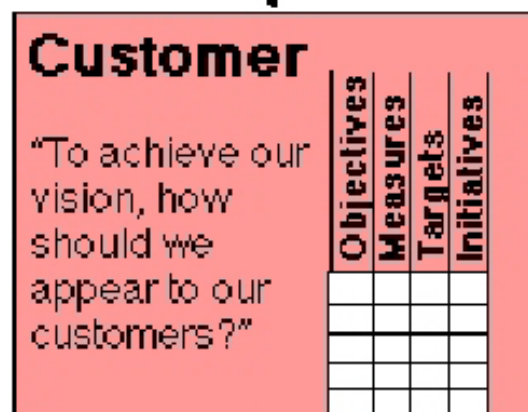 Customer
“To achieve our
vision, how
should we
appear to our
customers?”
Objectives
Measures
Targets
Initiatives